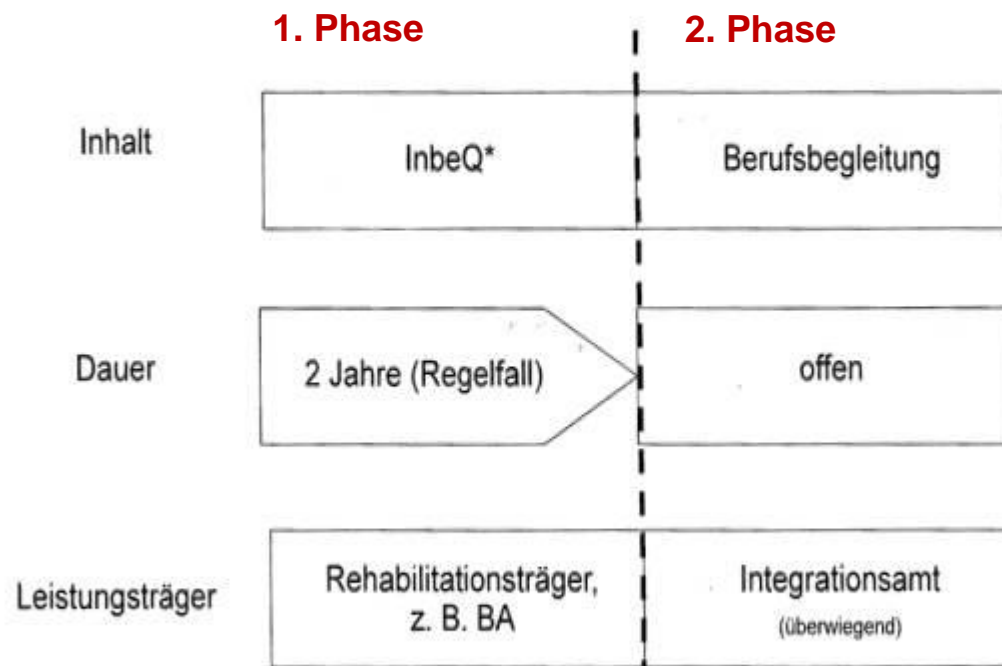 1. Phase
2. Phase
Inhalt
InbeQ*
Berufsbegleitung
Dauer
2 Jahre (Regelfall)
offen
Leistungsträger
Rehabilitationsträger,
z. B. BA
Integrationsamt
(überwiegend)